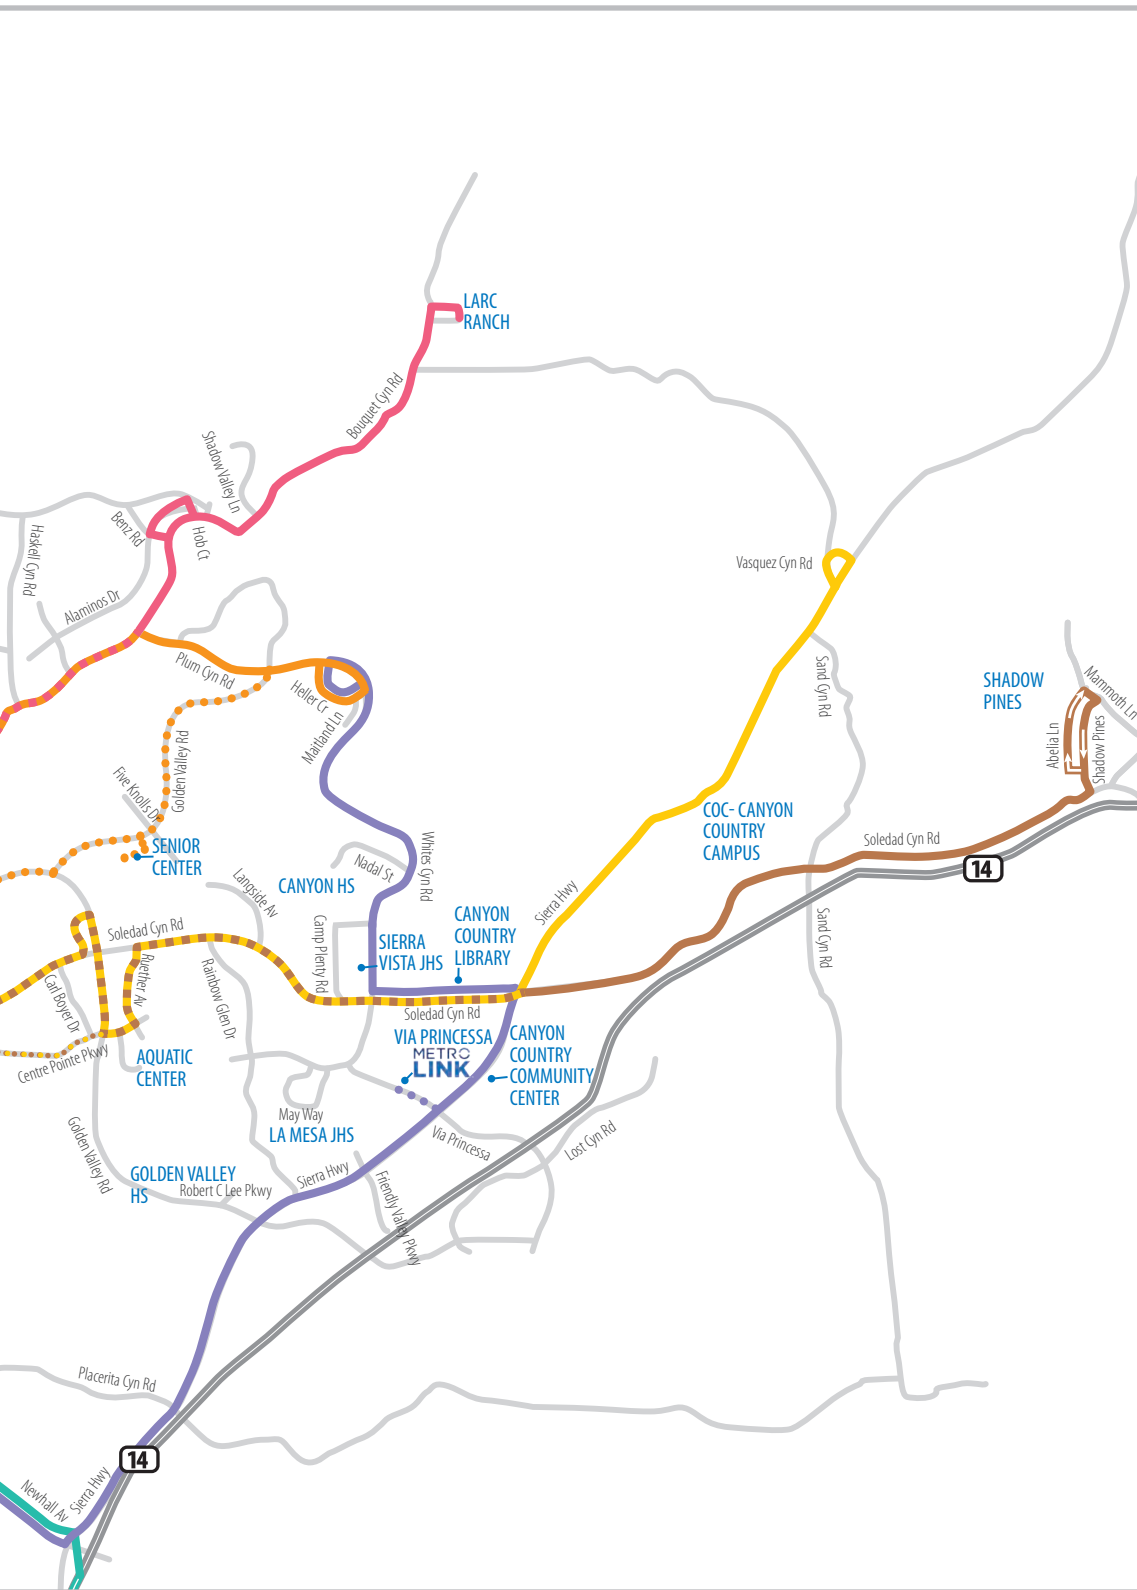 LARC
RANCH
Bouquet Cyn Rd
Shadow Valley Ln
Benz Rd
Hob Ct
Haskell Cyn Rd
Alaminos Dr
Vasquez Cyn Rd
Plum Cyn Rd
Heller Cr
Maitland Ln
Sand Cyn Rd
SHADOW
PINES
Mammoth Ln
Abelia Ln
Shadow Pines
Golden Valley Rd
Five Knolls Dr
SENIOR
CENTER
Whites Cyn Rd
Nadal St
CANYON HS
Langside Av
COC- CANYON
COUNTRY
CAMPUS
Soledad Cyn Rd
14
Sierra Hwy
CANYON
COUNTRY
LIBRARY
SIERRA
VISTA JHS
Camp Plenty Rd
Soledad Cyn Rd
Ruether Av
Rainbow Glen Dr
Carl Boyer Dr
Sand Cyn Rd
Soledad Cyn Rd
VIA PRINCESSA
METRO
LINK
CANYON
COUNTRY
COMMUNITY
CENTER
Centre Pointe Pkwy
AQUATIC
CENTER
May Way
LA MESA JHS
Via Princessa
Lost Cyn Rd
Golden Valley Rd
GOLDEN VALLEY
HS
Robert C Lee Pkwy
Sierra Hwy
Friendly Valley Pkwy
Placerita Cyn Rd
14
Newhall Av
Sierra Hwy